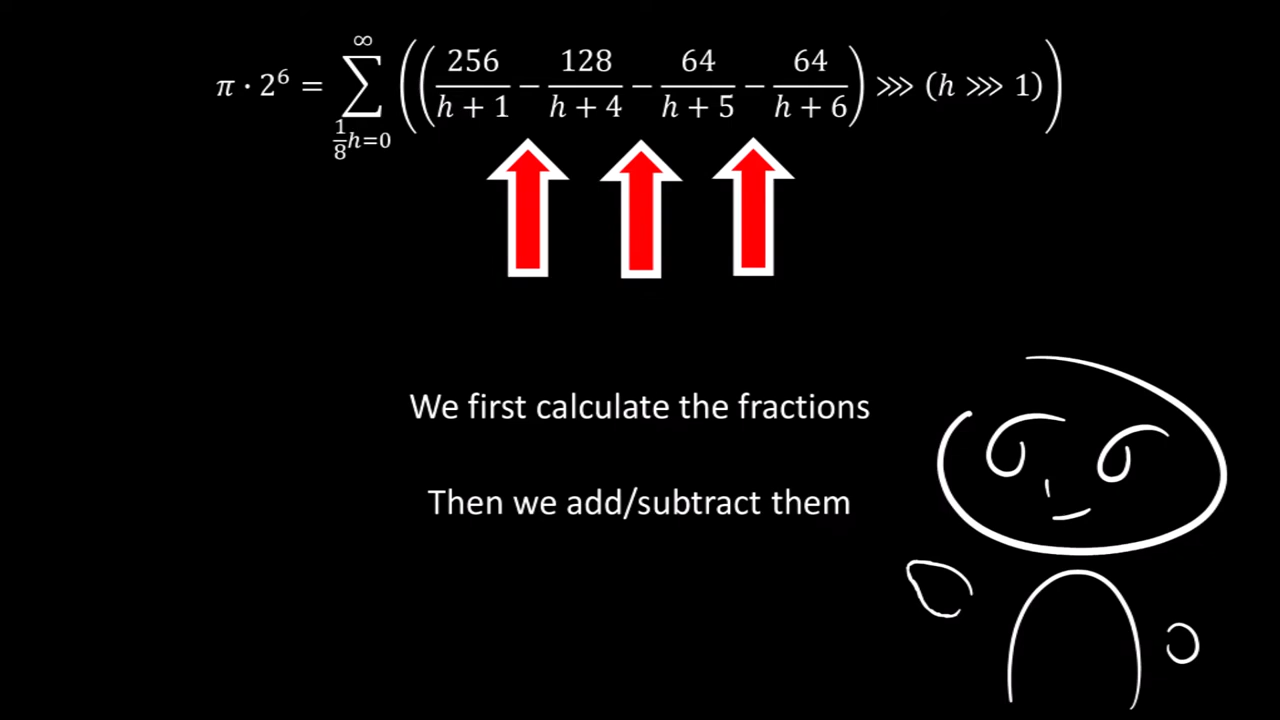 π · 2⁶ = ∑_{1/8 h=0}^{∞} ((256/(h + 1) − 128/(h + 4) − 64/(h + 5) − 64/(h + 6)) ⋙ (h ⋙ 1))
We first calculate the fractions
Then we add/subtract them